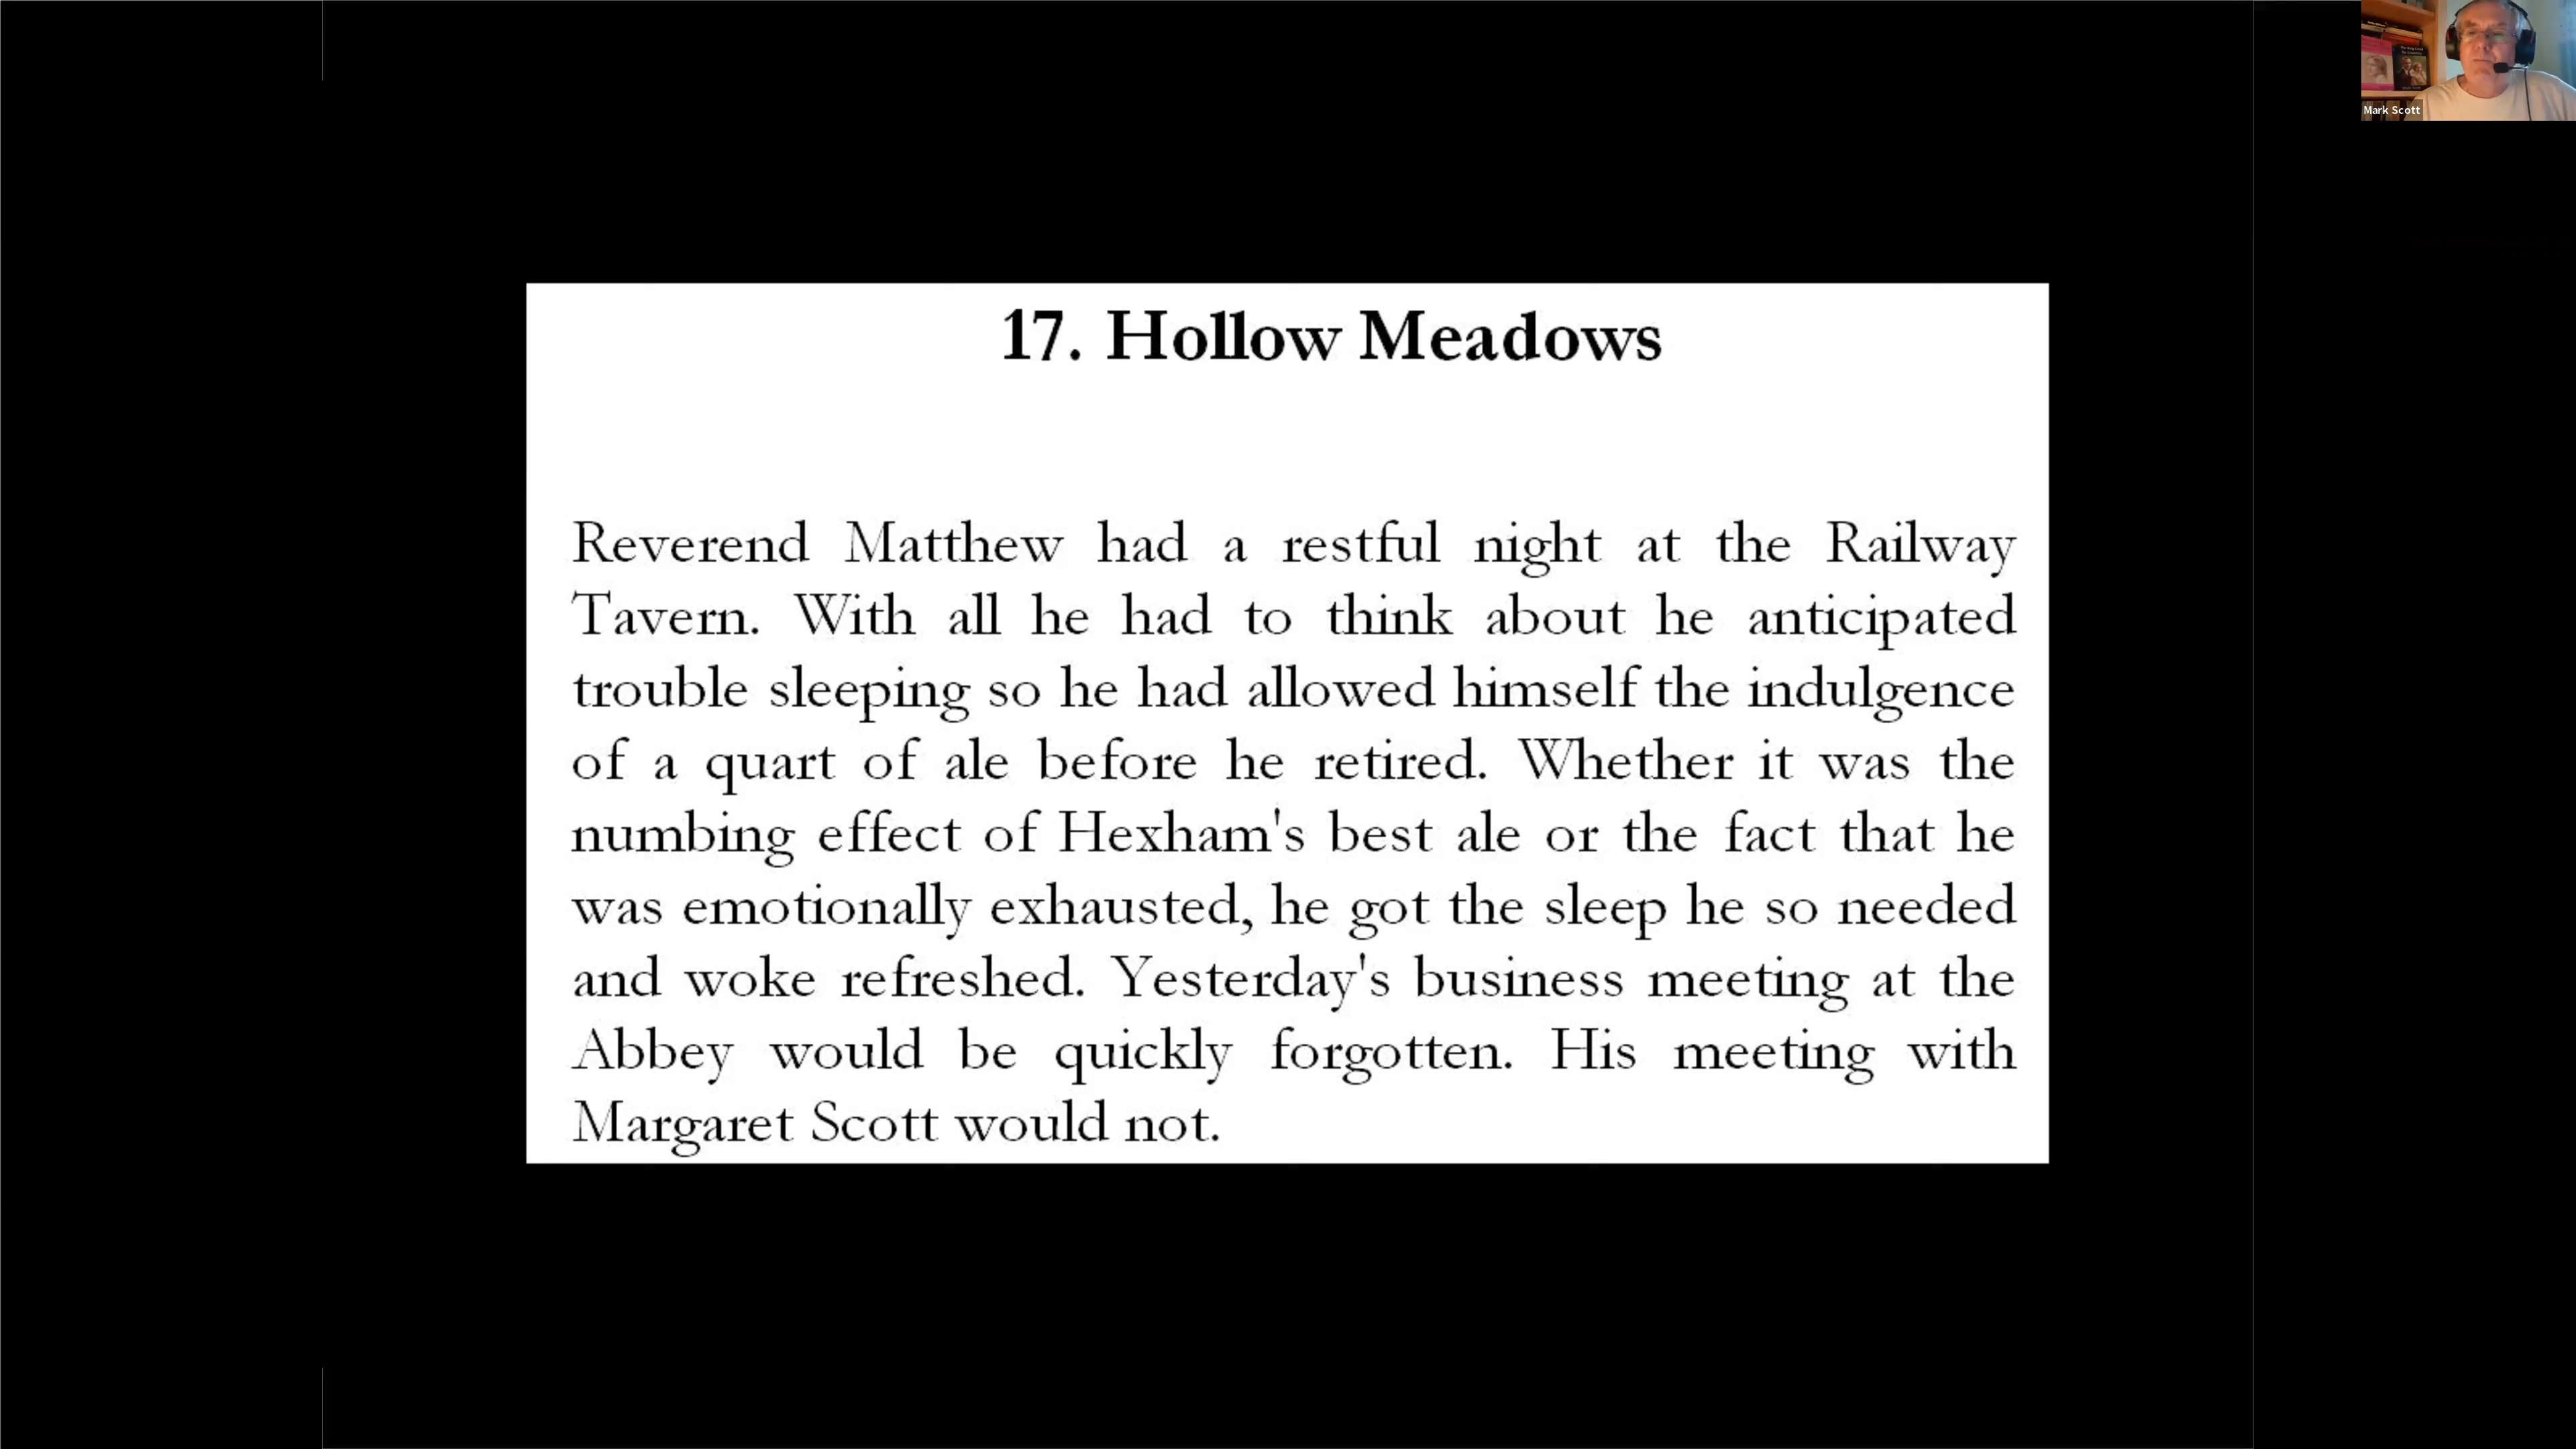 17. Hollow Meadows
Reverend Matthew had a restful night at the Railway
Tavern. With all he had to think about he anticipated
trouble sleeping so he had allowed himself the indulgence
of a quart of ale before he retired. Whether it was the
numbing effect of Hexham's best ale or the fact that he
was emotionally exhausted, he got the sleep he so needed
and woke refreshed. Yesterday's business meeting at the
Abbey would be quickly forgotten. His meeting with
Margaret Scott would not.
Mark Scott